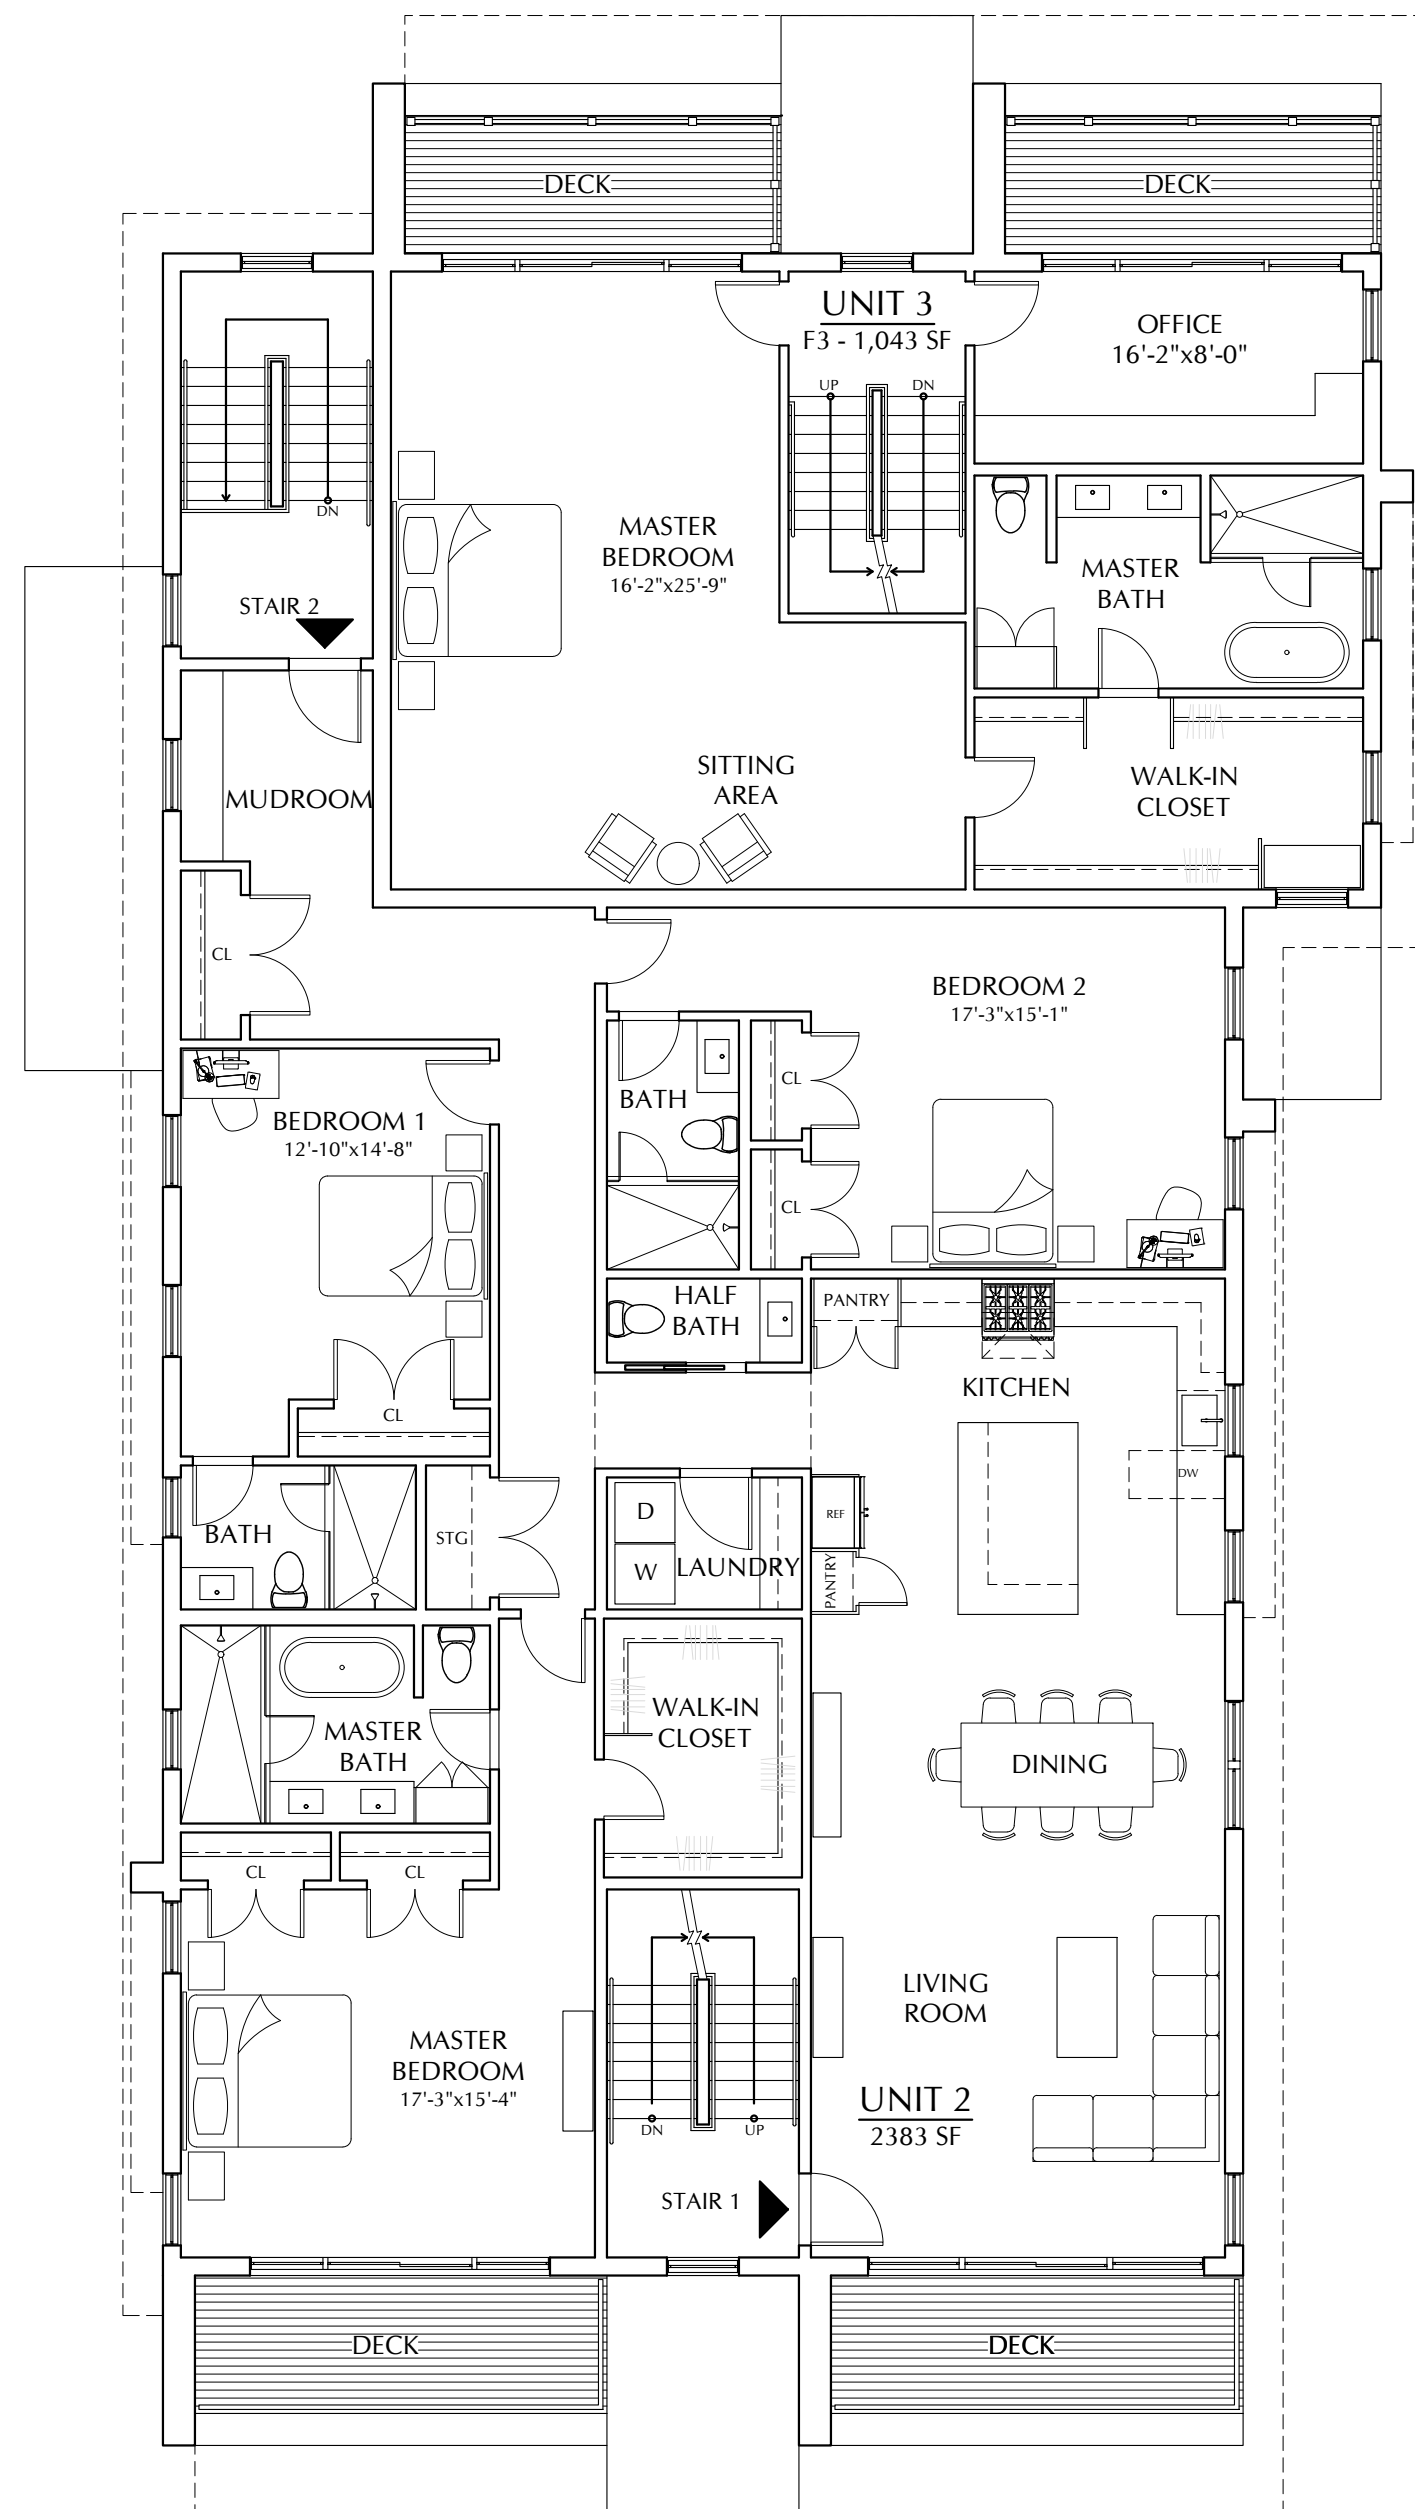 DECK
DECK
UNIT 3
F3 - 1,043 SF
OFFICE
16'-2"x8'-0"
UP
DN
DN
MASTER
BEDROOM
16'-2"x25'-9"
MASTER
BATH
STAIR 2
SITTING
AREA
WALK-IN
CLOSET
MUDROOM
CL
BEDROOM 2
17'-3"x15'-1"
BATH
CL
BEDROOM 1
12'-10"x14'-8"
CL
HALF
BATH
PANTRY
KITCHEN
CL
DW
BATH
STG
D
W
LAUNDRY
REF
PANTRY
MASTER
BATH
WALK-IN
CLOSET
DINING
CL
CL
LIVING
ROOM
MASTER
BEDROOM
17'-3"x15'-4"
UNIT 2
2383 SF
DN
UP
STAIR 1
DECK
DECK